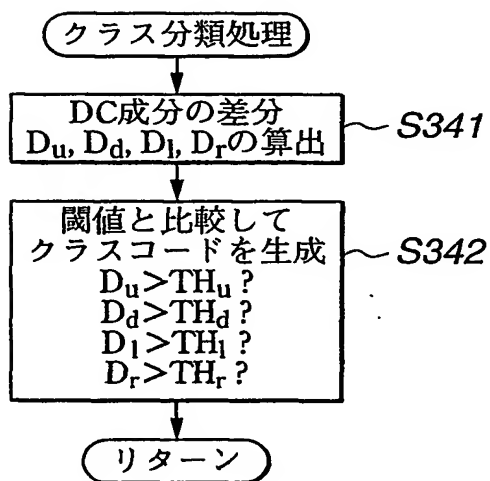 クラス分類処理
DC成分の差分
Du, Dd, Dl, Drの算出
S341
閾値と比較して
クラスコードを生成
Du>THu?
Dd>THd?
Dl>THl?
Dr>THr?
S342
リターン